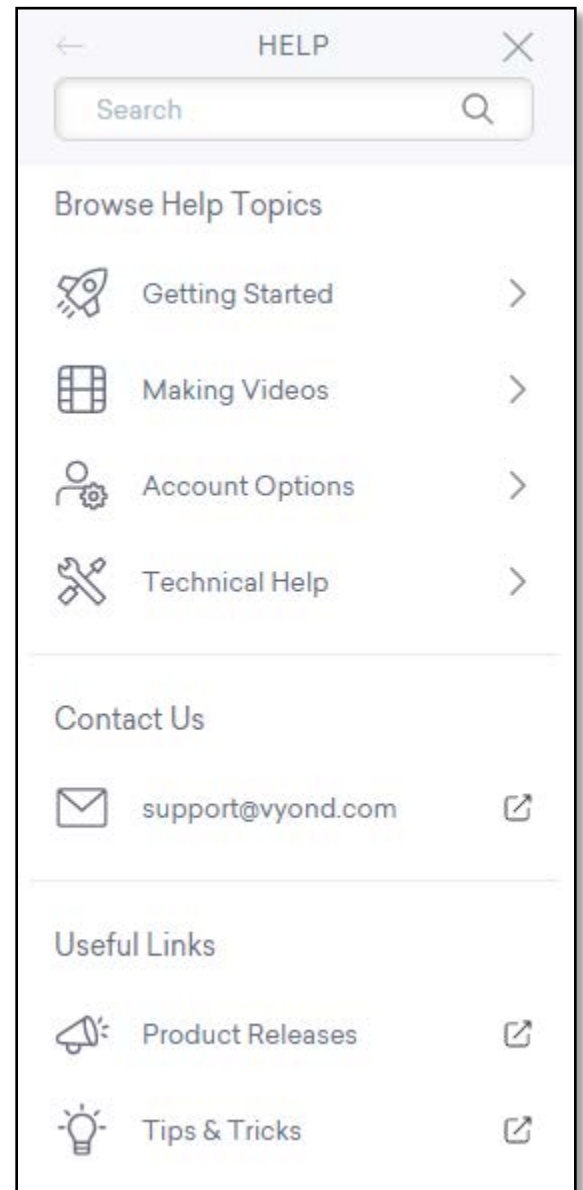 HELP
Search
Browse Help Topics
Getting Started
Making Videos
Account Options
Technical Help
Contact Us
support@vyond.com
Useful Links
Product Releases
Tips & Tricks